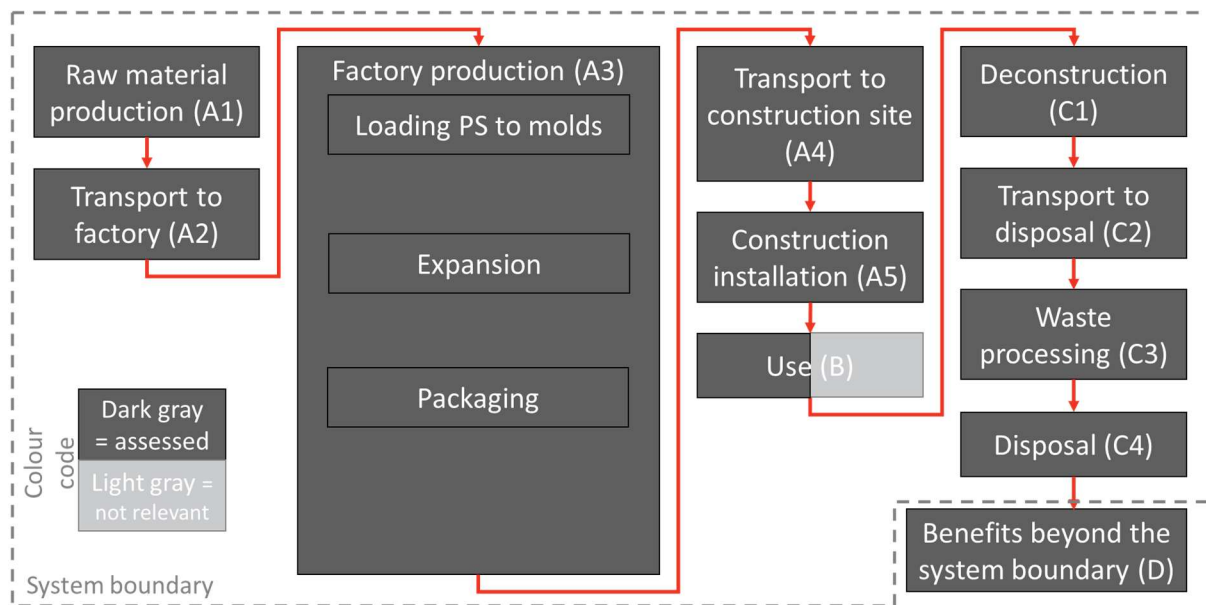 Raw material
production (A1)
Transport to
factory (A2)
Factory production (A3)
Loading PS to molds
Expansion
Packaging
Transport to
construction site
(A4)
Construction
installation (A5)
Use (B)
Deconstruction
(C1)
Transport to
disposal (C2)
Waste
processing (C3)
Disposal (C4)
Benefits beyond the
system boundary (D)
Colour
code
Dark gray
= assessed
Light gray =
not relevant
System boundary